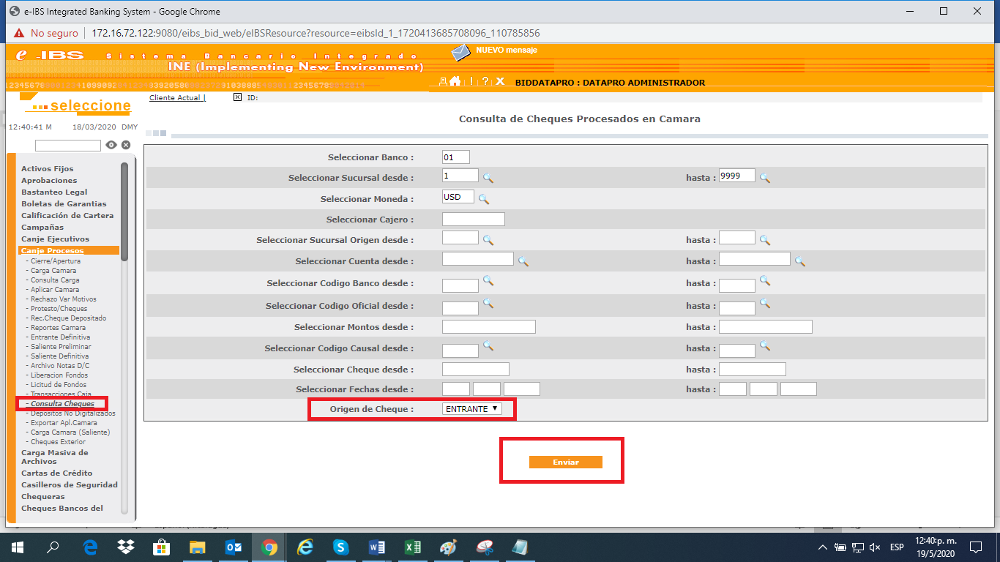 e-IBS Integrated Banking System - Google Chrome
No seguro | 172.16.72.122:9080/eibs_bid_web/eIBSResource?resource=eibsId_1_1720413685708096_110785856
e-IBS Sistema Bancario Integrado
NUEVO mensaje
INE (Implementing New Environment)
! ? X BIDDATAPRO : DATAPRO ADMINISTRADOR
seleccione
Cliente Actual | ID:
12:40:41 M 18/03/2020 DMY
Consulta de Cheques Procesados en Camara
Activos Fijos
Aprobaciones
Bastanteo Legal
Boletas de Garantias
Calificación de Cartera
Campañas
Canje Ejecutivos
Canje Procesos
- Cierre/Apertura
- Carga Camara
- Consulta Carga
- Aplicar Camara
- Rechazo Var Motivos
- Protesto/Cheques
- Rec.Cheque Depositado
- Reportes Camara
- Entrante Definitiva
- Saliente Preliminar
- Saliente Definitiva
- Archivo Notas D/C
- Liberacion Fondos
- Licitud de Fondos
- Transacciones Caja
- Consulta Cheques
- Depositos No Digitalizados
- Exportar Apl.Camara
- Carga Camara (Saliente)
- Cheques Exterior
Carga Masiva de
Archivos
Cartas de Crédito
Casilleros de Seguridad
Chequeras
Cheques Bancos del
Seleccionar Banco : 01
Seleccionar Sucursal desde : 1 hasta : 9999
Seleccionar Moneda : USD
Seleccionar Cajero :
Seleccionar Sucursal Origen desde : hasta :
Seleccionar Cuenta desde : hasta :
Seleccionar Codigo Banco desde : hasta :
Seleccionar Codigo Oficial desde : hasta :
Seleccionar Montos desde : hasta :
Seleccionar Codigo Causal desde : hasta :
Seleccionar Cheque desde : hasta :
Seleccionar Fechas desde : hasta :
Origen de Cheque : ENTRANTE
Enviar
ESP
12:40:p. m.
19/5/2020